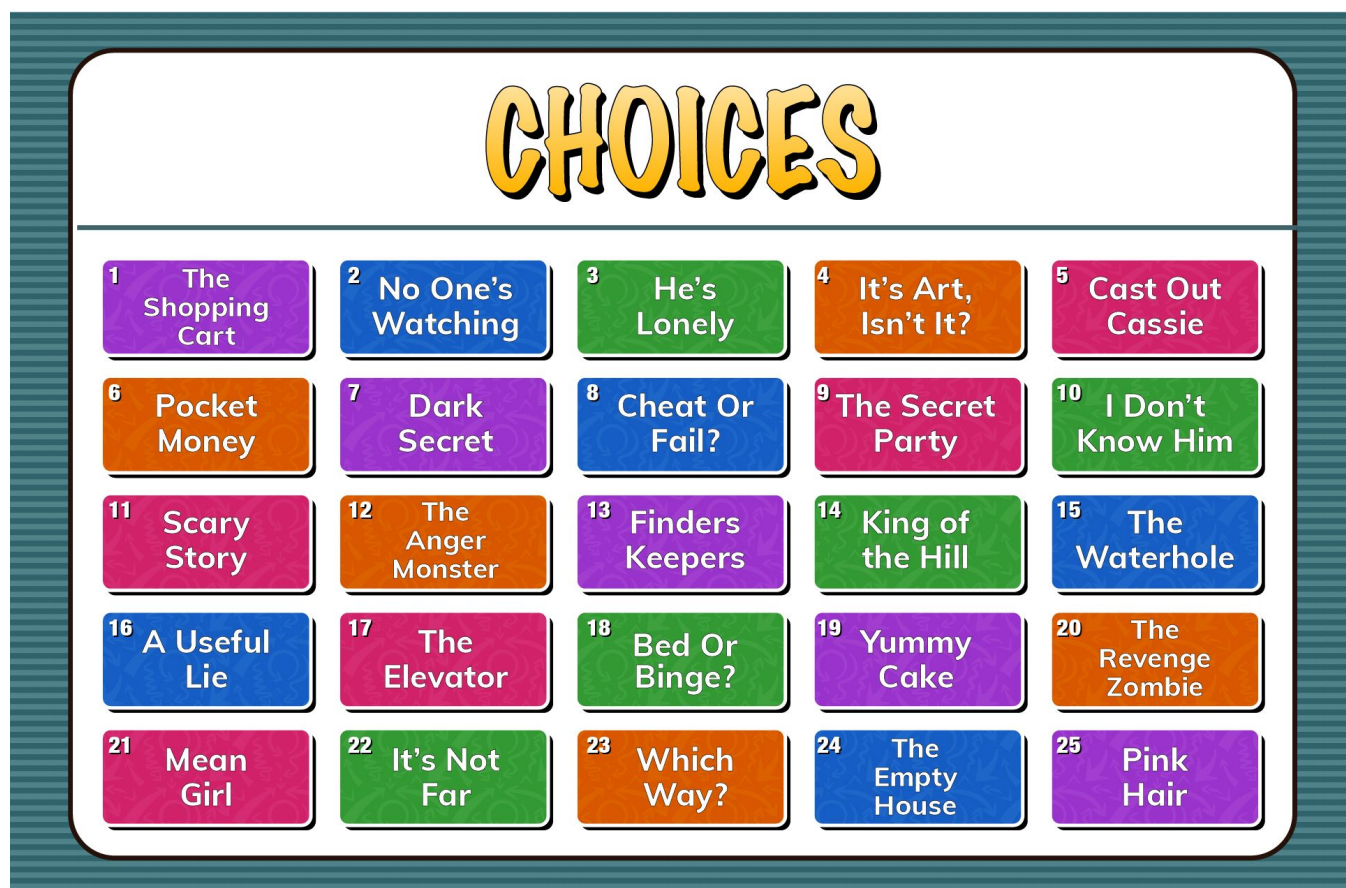 CHOICES
1 The
Shopping
Cart
2 No One's
Watching
3 He's
Lonely
4 It's Art,
Isn't It?
5 Cast Out
Cassie
6 Pocket
Money
7 Dark
Secret
8 Cheat Or
Fail?
9 The Secret
Party
10 I Don't
Know Him
11 Scary
Story
12 The
Anger
Monster
13 Finders
Keepers
14 King of
the Hill
15 The
Waterhole
16 A Useful
Lie
17 The
Elevator
18 Bed Or
Binge?
19 Yummy
Cake
20 The
Revenge
Zombie
21 Mean
Girl
22 It's Not
Far
23 Which
Way?
24 The
Empty
House
25 Pink
Hair